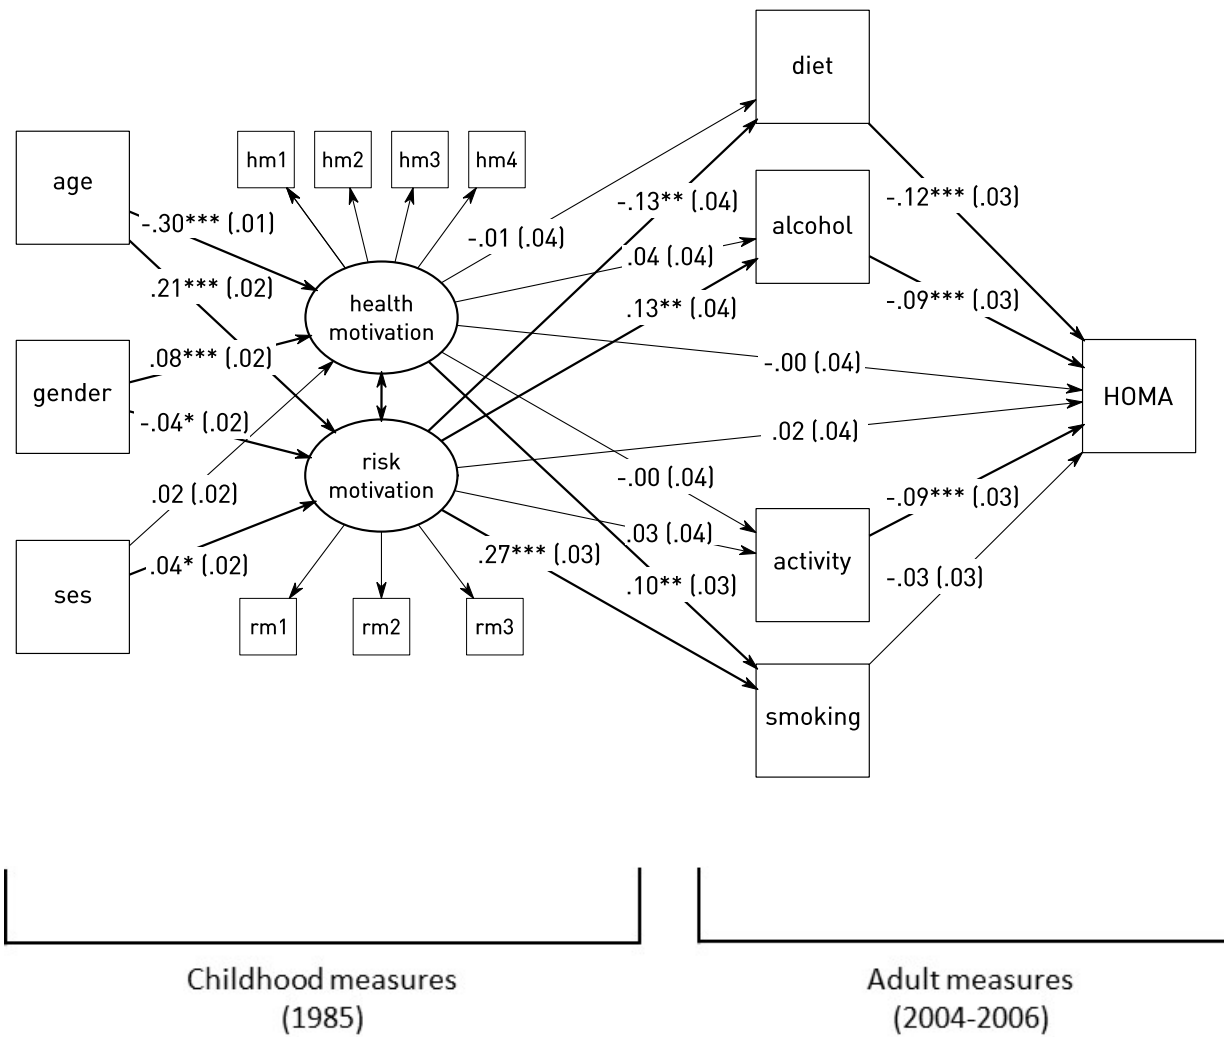 diet
age
hm1
hm2
hm3
hm4
-.30*** (.01)
-.01 (.04)
-.13** (.04)
-.12*** (.03)
alcohol
.21*** (.02)
health
motivation
.04 (.04)
.13** (.04)
-.09*** (.03)
gender
.08*** (.02)
-.00 (.04)
HOMA
-.04* (.02)
.02 (.04)
risk
motivation
.02 (.02)
-.00 (.04)
-.09*** (.03)
ses
.04* (.02)
.27*** (.03)
.03 (.04)
.10** (.03)
activity
-.03 (.03)
rm1
rm2
rm3
smoking
Childhood measures
(1985)
Adult measures
(2004-2006)